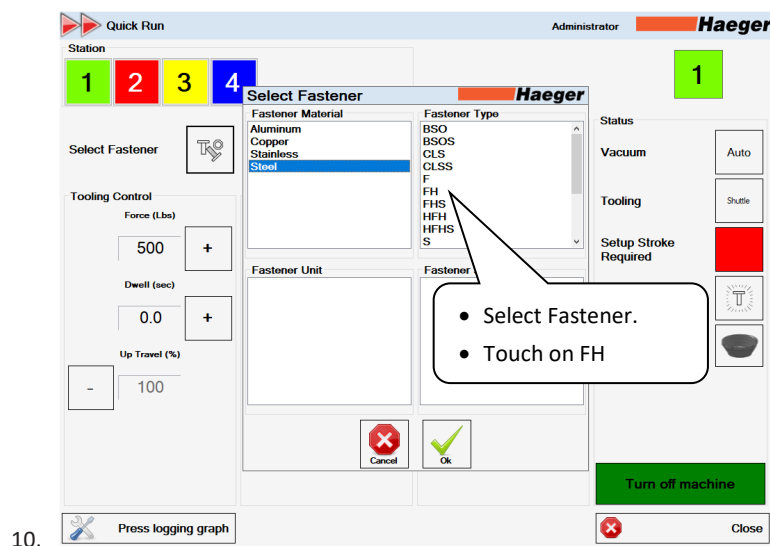 Quick Run
Administrator
Haeger
Station
1
2
3
4
1
Select Fastener
Haeger
Fastener Material
Fastener Type
Aluminum
Copper
Stainless
Steel
BSO
BSOS
CLS
CLSS
F
FH
FHS
HFH
HFHS
S
Status
Vacuum
Auto
Select Fastener
Tooling Control
Tooling
Shuttle
Force (Lbs)
500
+
Setup Stroke
Required
Fastener Unit
Fastener
Dwell (sec)
0.0
+
• Select Fastener.
• Touch on FH
T
Up Travel (%)
-
100
Cancel
Ok
Turn off machine
10.
Press logging graph
Close